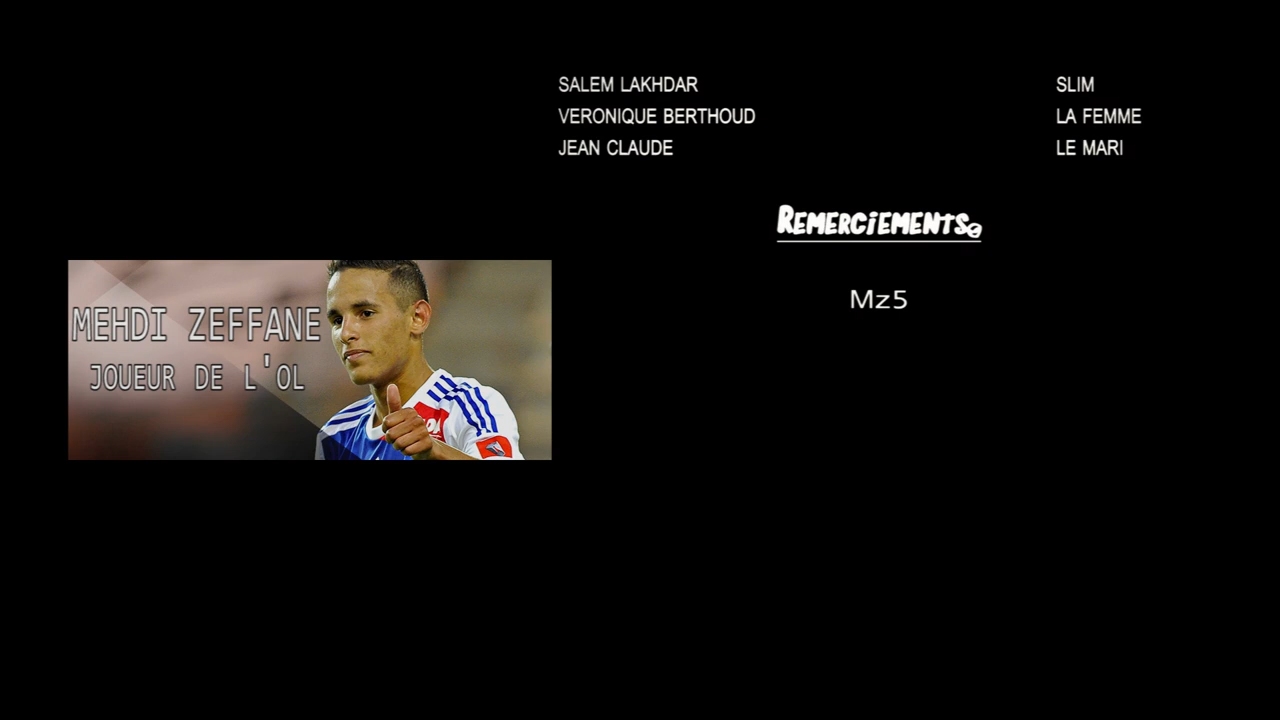 SALEM LAKHDAR SLIM
VERONIQUE BERTHOUD LA FEMME
JEAN CLAUDE LE MARI
REMERCIEMENTS
MEHDI ZEFFANE
JOUEUR DE L'OL
Mz5